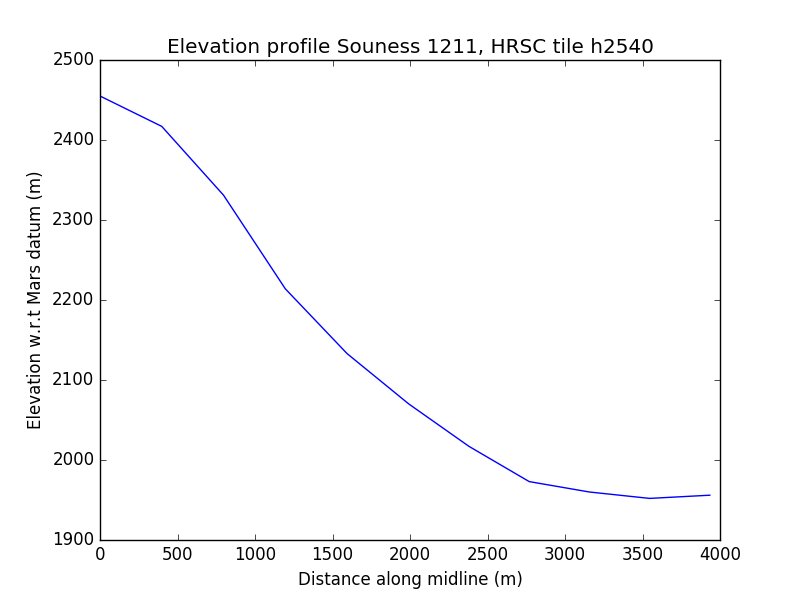 Elevation profile Souness 1211, HRSC tile h2540
2500
2400
2300
2200
2100
2000
1900
Elevation w.r.t Mars datum (m)
0 500 1000 1500 2000 2500 3000 3500 4000
Distance along midline (m)